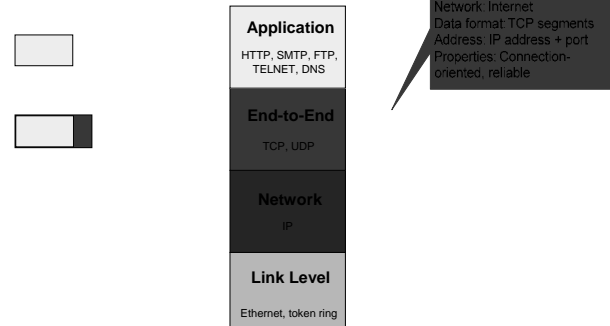 Application
HTTP, SMTP, FTP,
TELNET, DNS
End-to-End
TCP, UDP
Network
IP
Link Level
Ethernet, token ring
Network: Internet
Data format: TCP segments
Address: IP address + port
Properties: Connection-
oriented, reliable